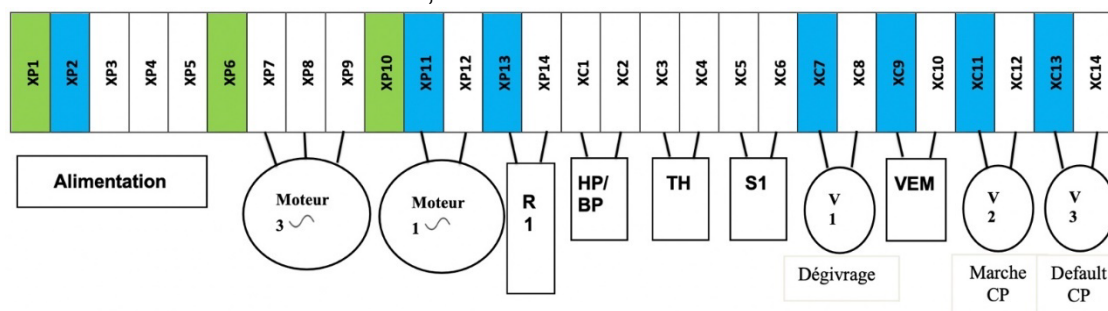 XP1 XP2 XP3 XP4 XP5 XP6 XP7 XP8 XP9 XP10 XP11 XP12 XP13 XP14 XC1 XC2 XC3 XC4 XC5 XC6 XC7 XC8 XC9 XC10 XC11 XC12 XC13 XC14
Alimentation
Moteur
3
Moteur
1
R
1
HP/
BP
TH
S1
V
1
VEM
V
2
V
3
Dégivrage
Marche
CP
Default
CP